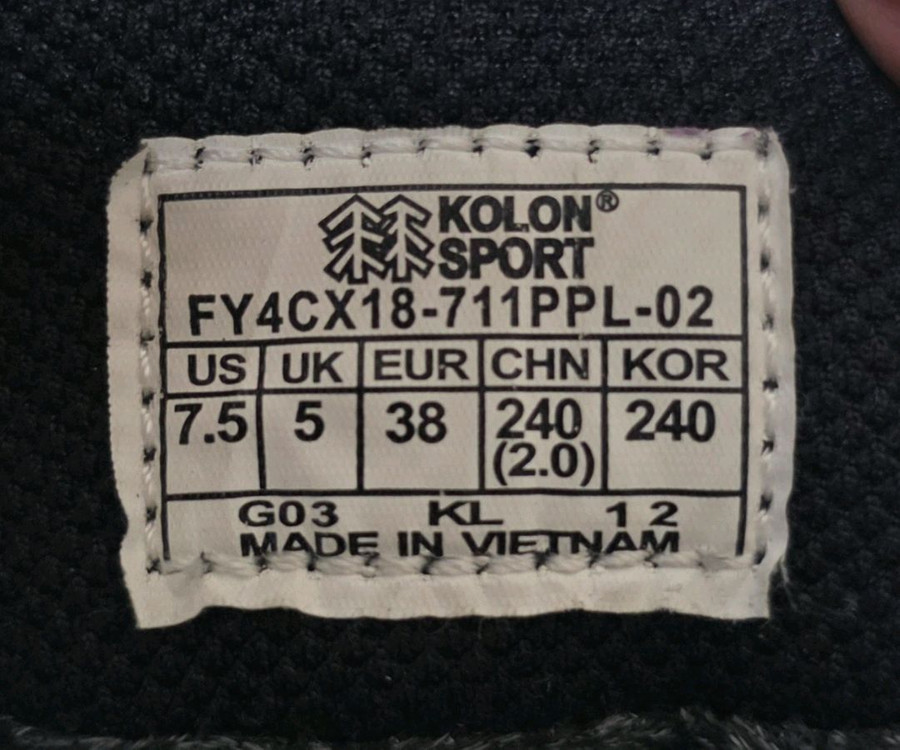 KOLON®
SPORT
FY4CX18-711PPL-02
US UK EUR CHN KOR
7.5 5 38 240 240
(2.0)
G03 KL 12
MADE IN VIETNAM